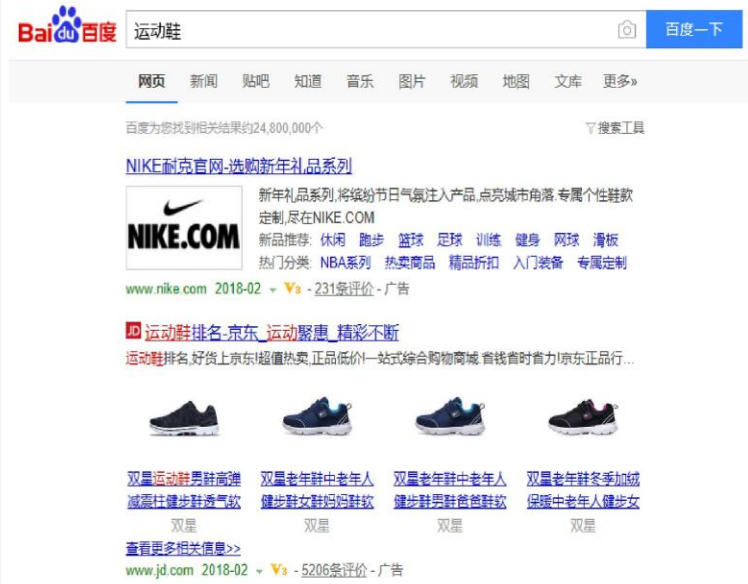 Bai du 百度
运动鞋
百度一下
网页 新闻 贴吧 知道 音乐 图片 视频 地图 文库 更多»
百度为您找到相关结果约24,800,000个 搜索工具
NIKE耐克官网-选购新年礼品系列
NIKE.COM
新年礼品系列,将缤纷节日气氛注入产品,点亮城市角落.专属个性鞋款
定制,尽在NIKE.COM
新品推荐: 休闲 跑步 篮球 足球 训练 健身 网球 滑板
热门分类: NBA系列 热卖商品 精品折扣 入门装备 专属定制
www.nike.com 2018-02 V3 - 231条评价 - 广告
JD 运动鞋排名-京东_运动聚惠_精彩不断
运动鞋排名,好货上京东!超值热卖,正品低价!一站式综合购物商城.省钱省时省力!京东正品行...
双星运动鞋男鞋高弹
减震柱健步鞋透气软
双星
双星老年鞋中老年人
健步鞋女鞋妈妈鞋软
双星
双星老年鞋中老年人
健步鞋男鞋爸爸鞋软
双星
双星老年鞋冬季加绒
保暖中老年人健步女
双星
查看更多相关信息>>
www.jd.com 2018-02 V3 - 5206条评价 - 广告